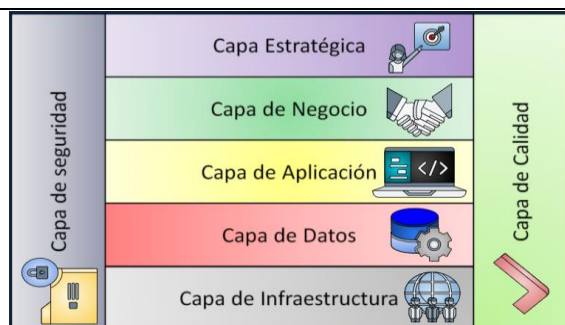 Capa de seguridad
Capa Estratégica
Capa de Negocio
Capa de Aplicación
</>
Capa de Datos
Capa de Infraestructura
Capa de Calidad